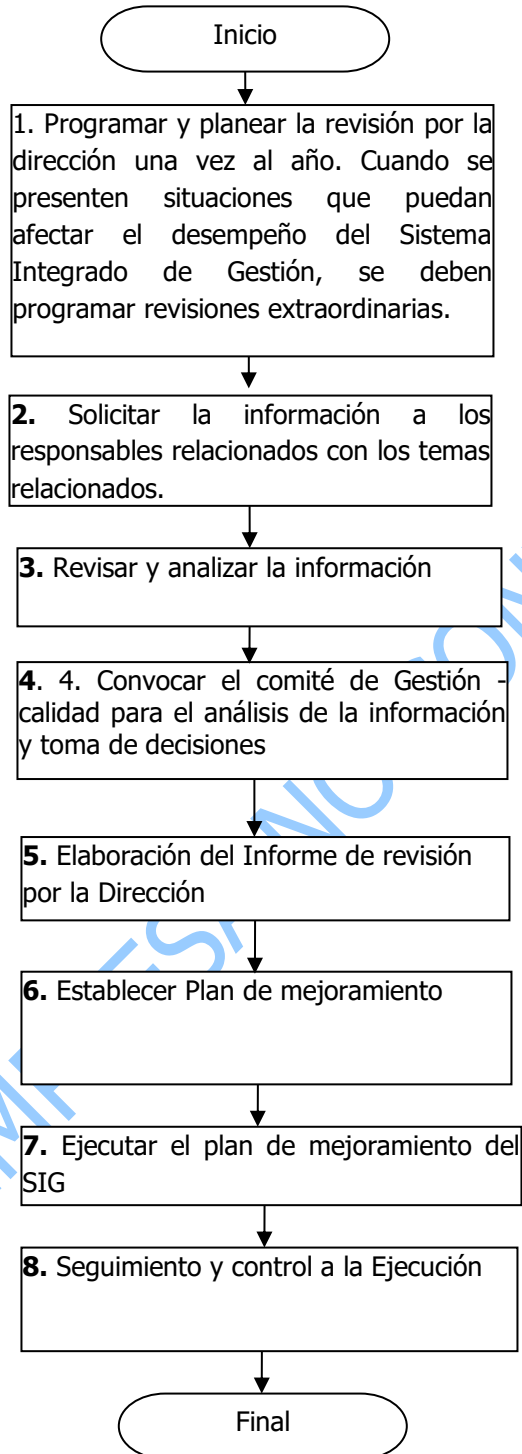 Inicio
1. Programar y planear la revisión por la
dirección una vez al año. Cuando se
presenten situaciones que puedan
afectar el desempeño del Sistema
Integrado de Gestión, se deben
programar revisiones extraordinarias.
2. Solicitar la información a los
responsables relacionados con los temas
relacionados.
3. Revisar y analizar la información
4. 4. Convocar el comité de Gestión -
calidad para el análisis de la información
y toma de decisiones
5. Elaboración del Informe de revisión
por la Dirección
6. Establecer Plan de mejoramiento
7. Ejecutar el plan de mejoramiento del
SIG
8. Seguimiento y control a la Ejecución
Final